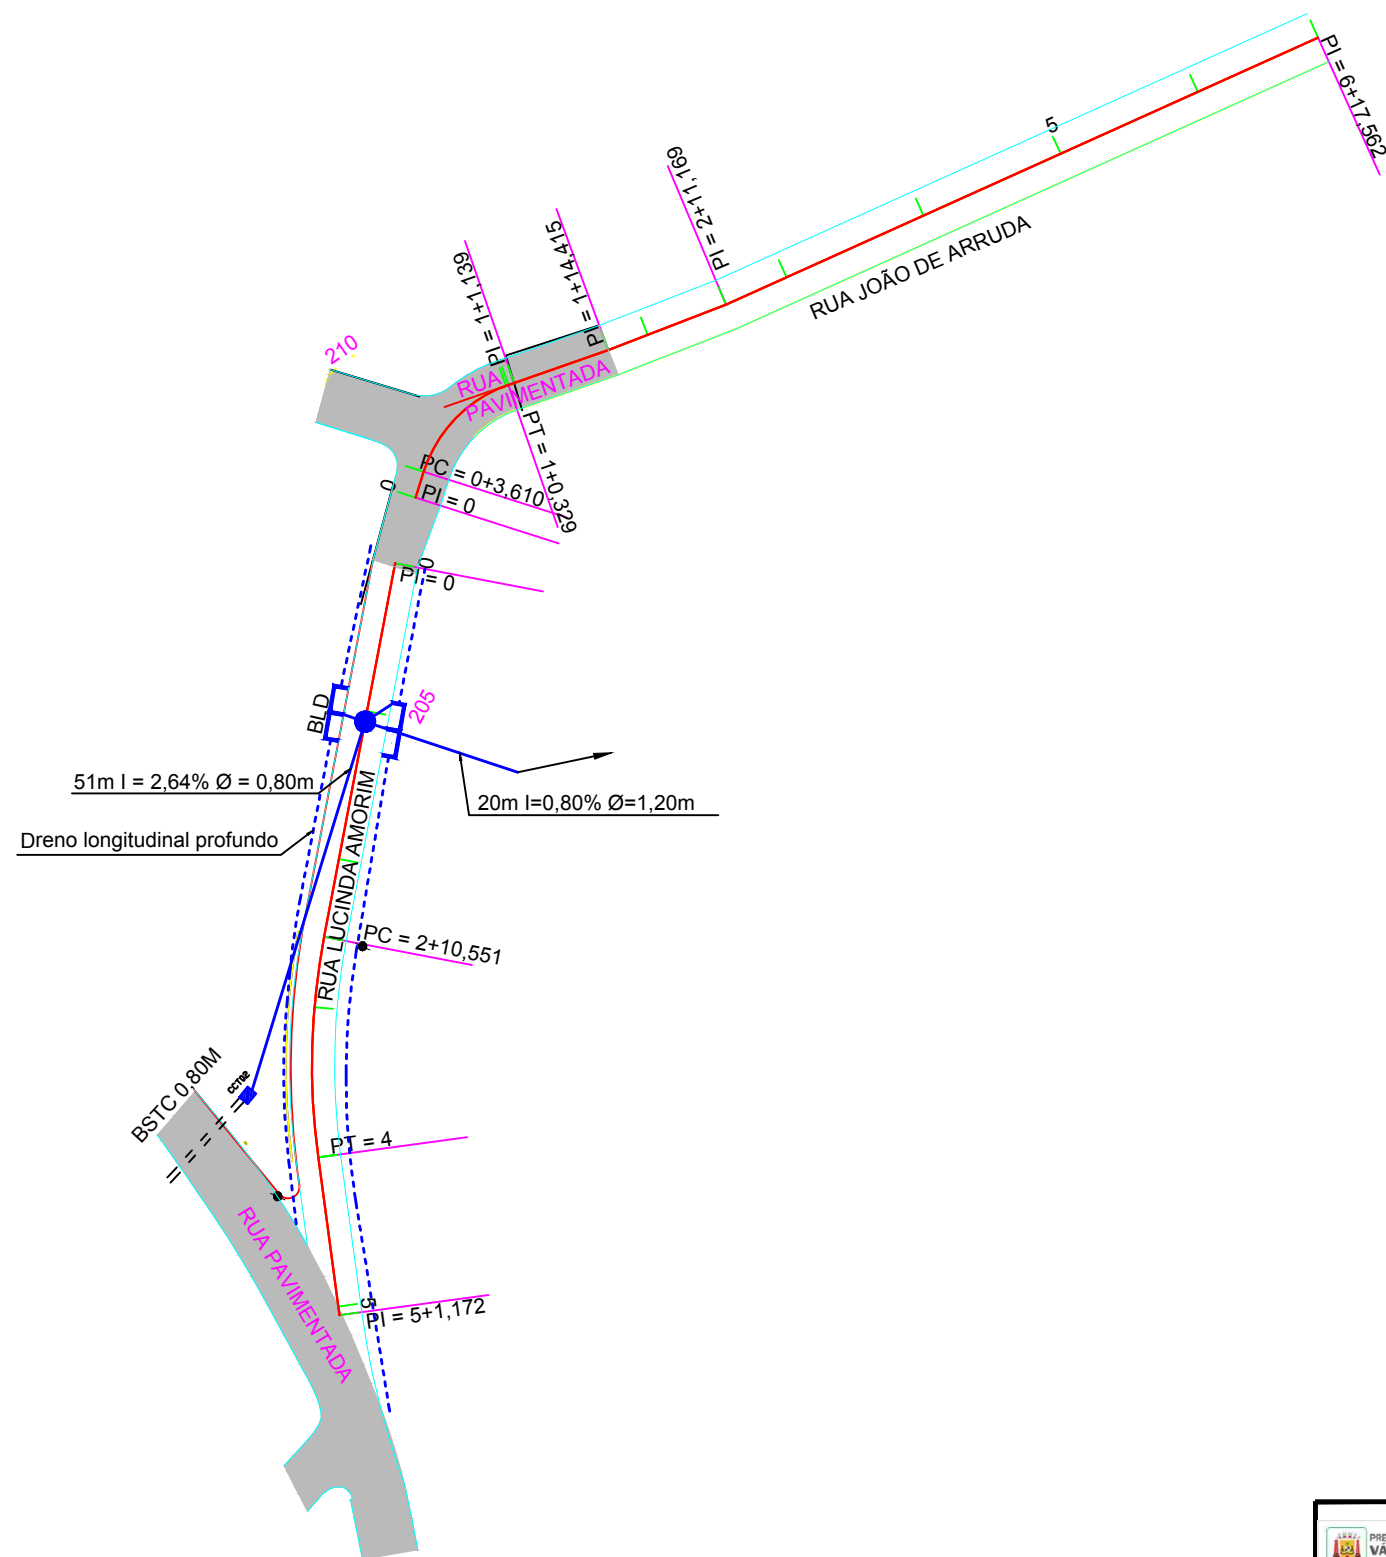 PI = 6+17,562
5
PI = 2+11,169
PI = 1+14,415
PI = 1+1,139
RUA JOÃO DE ARRUDA
210
RUA
PAVIMENTADA
PT = 1+0,329
PC = 0+3,610
0
PI = 0
0
PI = 0
BLD
205
51m I = 2,64% Ø = 0,80m
20m I=0,80% Ø=1,20m
Dreno longitudinal profundo
RUA LUCINDA AMORIM
PC = 2+10,551
CCT02
BSTC 0,80M
PT = 4
RUA PAVIMENTADA
5
PI = 5+1,172